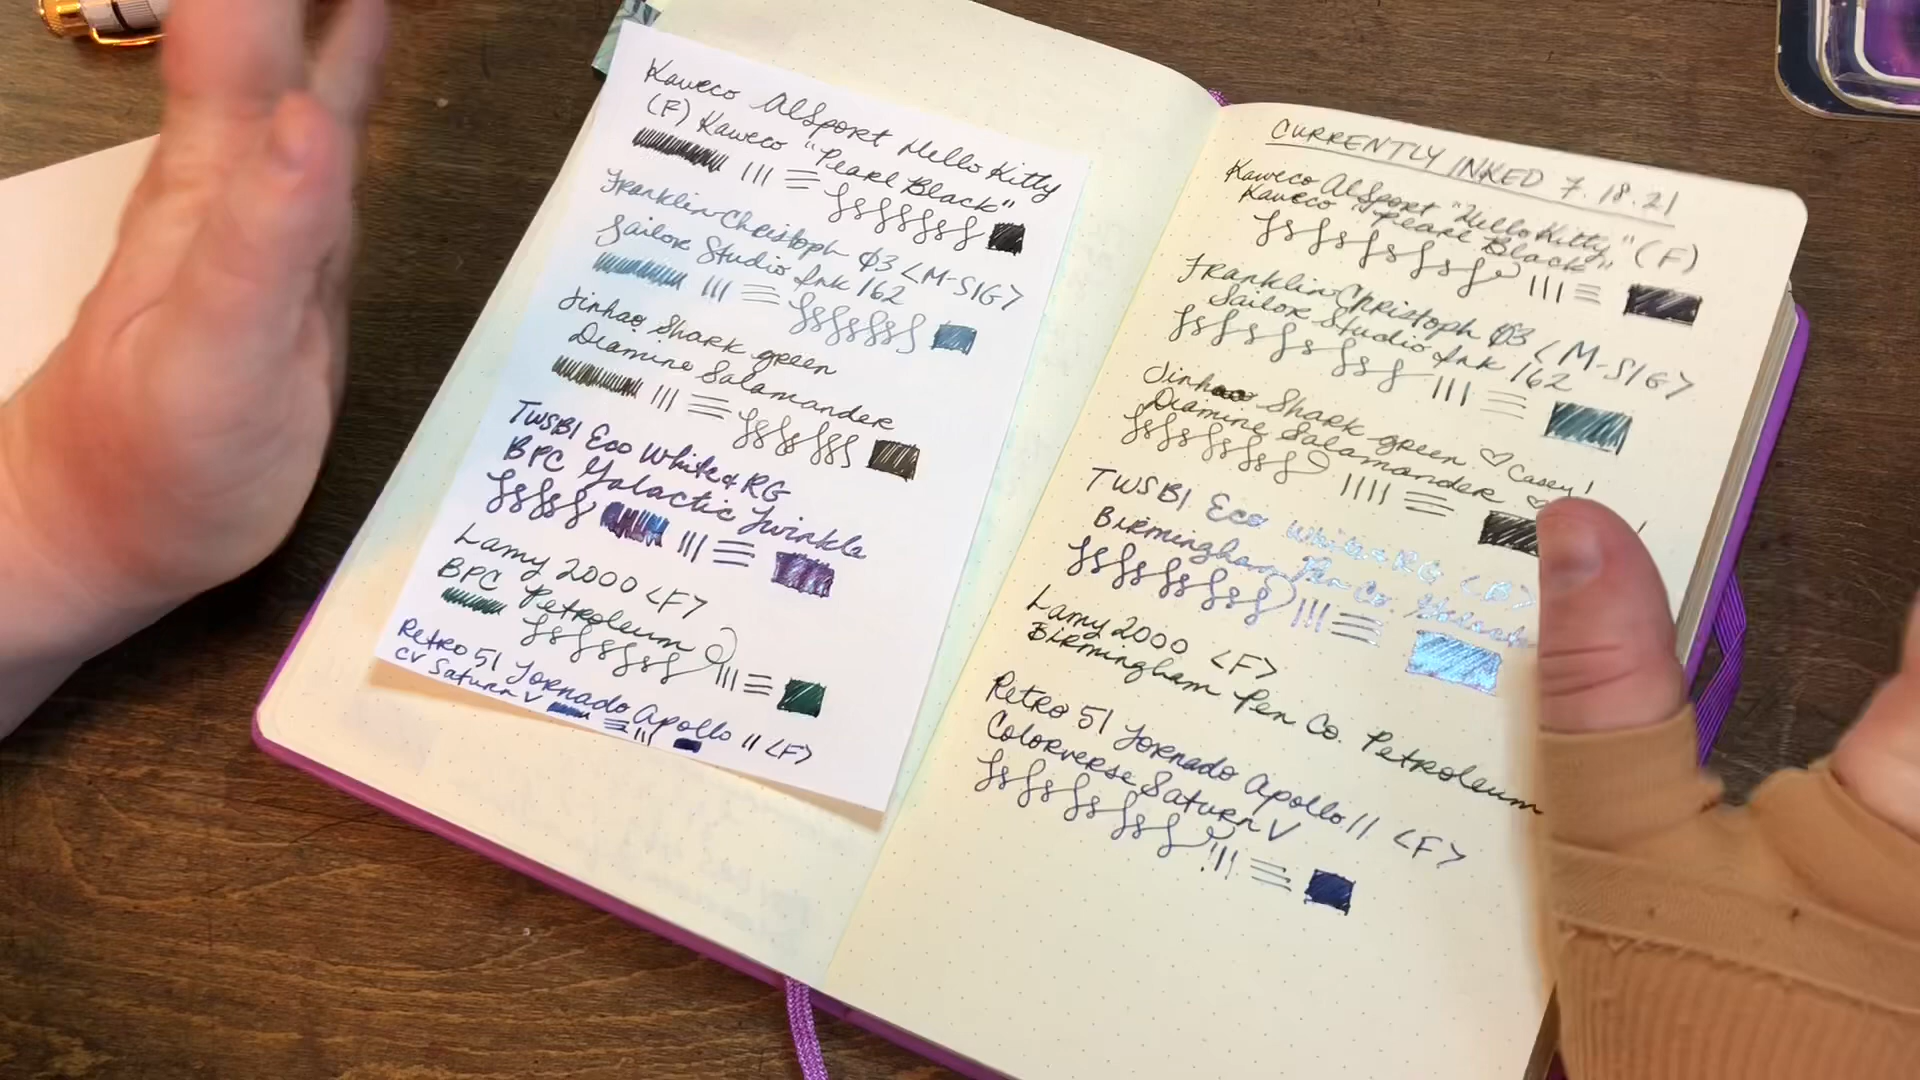 Kaweco AlSport Hello Kitty
(F) Kaweco "Pearl Black"
Franklin-Christoph 03 <M-SIG>
Sailor Studio Ink 162
Jinhao Shark green
Diamine Salamander
TWSBI Eco White & RG
BPC Galactic Twinkle
Lamy 2000 <F>
BPC Petroleum
Retro 51 Tornado Apollo 11 <F>
CV Saturn V
CURRENTLY INKED 7.18.21
Kaweco AlSport "Hello Kitty" (F)
Kaweco "Pearl Black"
Franklin-Christoph 03 <M-SIG>
Sailor Studio Ink 162
Jinhao Shark green ♡ Casey!
Diamine Salamander ♡
TWSBI Eco White & RG <B>
Birmingham Pen Co.
Lamy 2000 <F>
Birmingham Pen Co. Petroleum
Retro 51 Tornado Apollo 11 <F>
Colorverse Saturn V